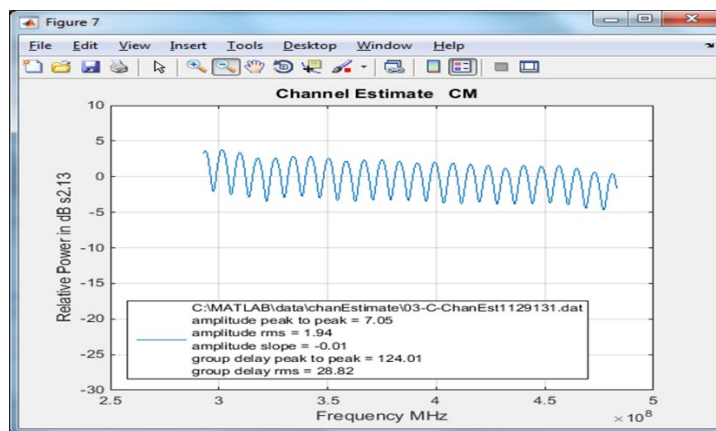 Figure 7
File Edit View Insert Tools Desktop Window Help
Channel Estimate CM
10
5
0
-5
-10
-15
-20
-25
-30
Relative Power in dB s2.13
C:\MATLAB\data\chanEstimate\03-C-ChanEst1129131.dat
amplitude peak to peak = 7.05
amplitude rms = 1.94
amplitude slope = -0.01
group delay peak to peak = 124.01
group delay rms = 28.82
2.5 3 3.5 4 4.5 5
Frequency MHz
× 10^8